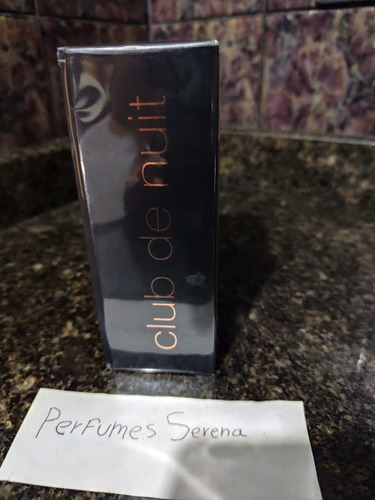 club de nuit
Perfumes Serena